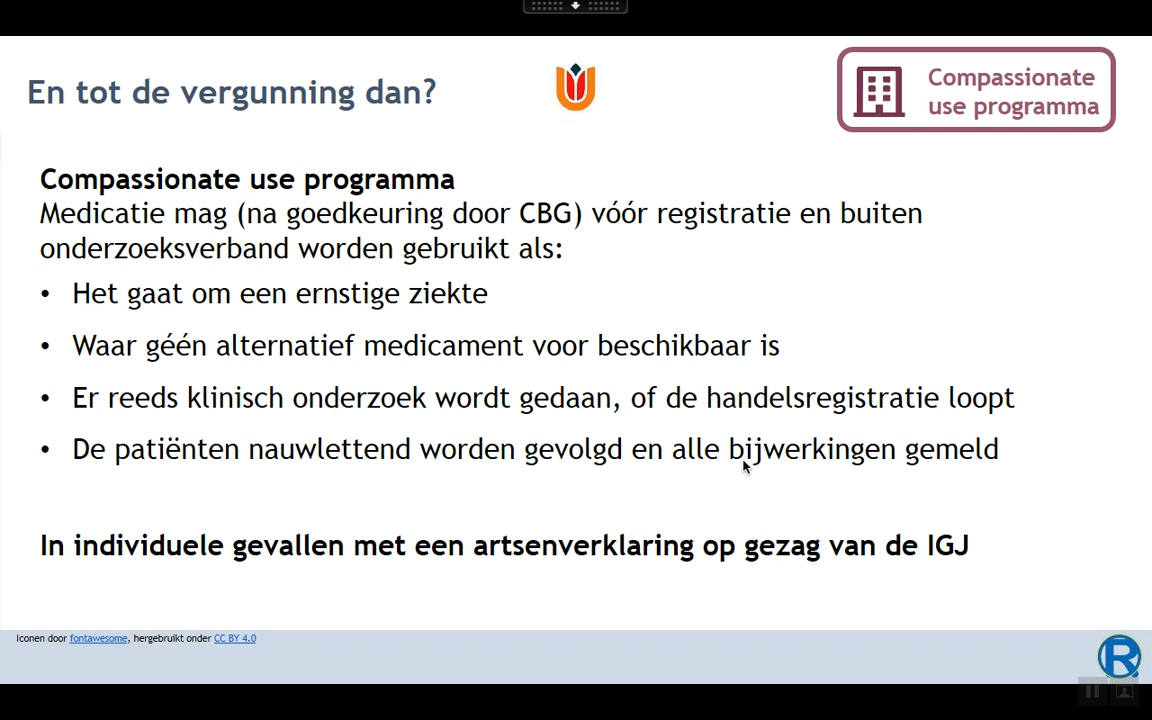 En tot de vergunning dan?
Compassionate
use programma
Compassionate use programma
Medicatie mag (na goedkeuring door CBG) vóór registratie en buiten
onderzoeksverband worden gebruikt als:
• Het gaat om een ernstige ziekte
• Waar géén alternatief medicament voor beschikbaar is
• Er reeds klinisch onderzoek wordt gedaan, of de handelsregistratie loopt
• De patiënten nauwlettend worden gevolgd en alle bijwerkingen gemeld
In individuele gevallen met een artsenverklaring op gezag van de IGJ
Iconen door fontawesome, hergebruikt onder CC BY 4.0
R